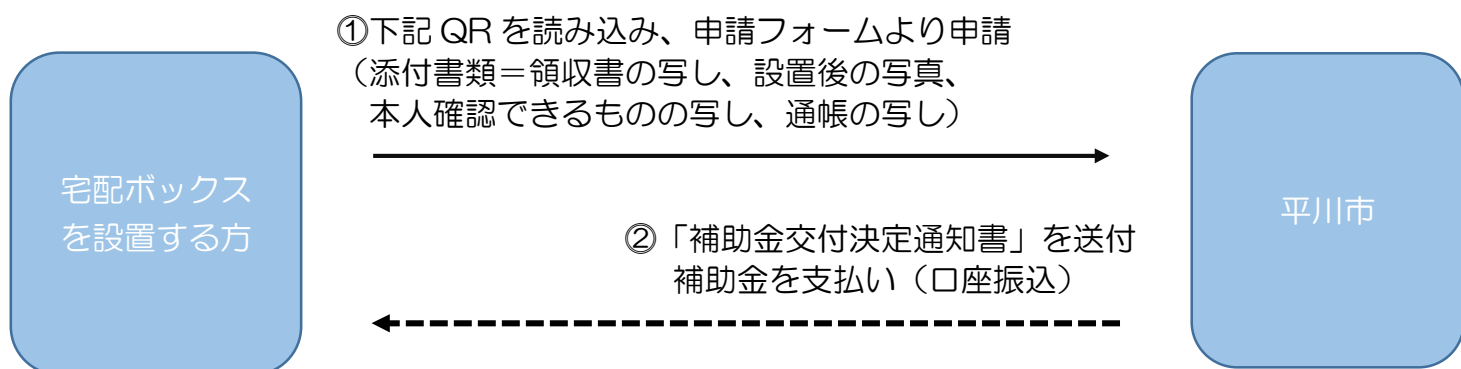 ①下記 QR を読み込み、申請フォームより申請
（添付書類＝領収書の写し、設置後の写真、
本人確認できるものの写し、通帳の写し）
宅配ボックス
を設置する方
平川市
②「補助金交付決定通知書」を送付
補助金を支払い（口座振込）